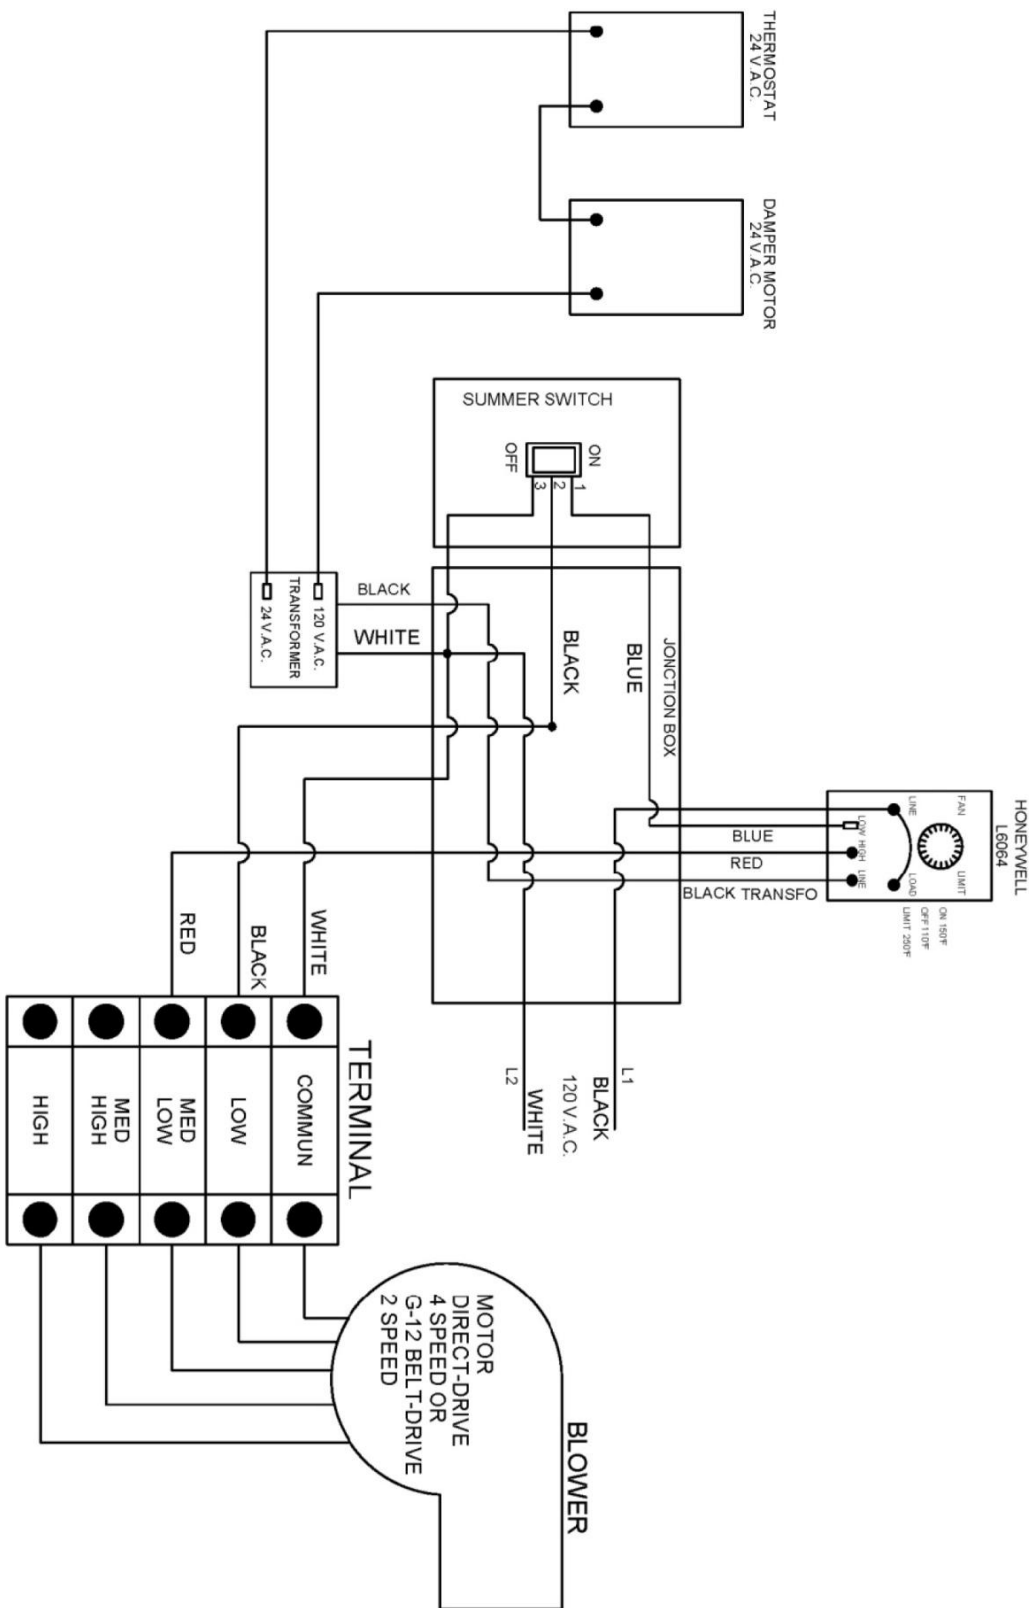 THERMOSTAT
24 V.A.C.
DAMPER MOTOR
24 V.A.C.
SUMMER SWITCH
ON
OFF
1
2
3
120 V.A.C.
TRANSFORMER
24 V.A.C.
BLACK
WHITE
JONCTION BOX
BLUE
BLACK
HONEYWELL
L6064
FAN
LIMIT
LINE
LOAD
LOW
HIGH
LINE
ON 150°F
OFF 110°F
LIMIT 250°F
BLUE
RED
BLACK TRANSFO
L1
BLACK
120 V.A.C.
WHITE
L2
WHITE
BLACK
RED
TERMINAL
COMMUN
LOW
MED
LOW
MED
HIGH
HIGH
BLOWER
MOTOR
DIRECT-DRIVE
4 SPEED OR
G-12 BELT-DRIVE
2 SPEED